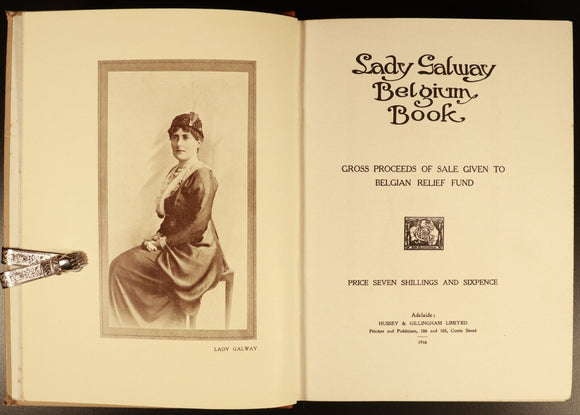 LADY GALWAY
Lady Galway
Belgium
Book
GROSS PROCEEDS OF SALE GIVEN TO
BELGIAN RELIEF FUND
PRICE SEVEN SHILLINGS AND SIXPENCE
Adelaide:
HUSSEY & GILLINGHAM LIMITED
Printers and Publishers, 106 and 108, Currie Street
1916